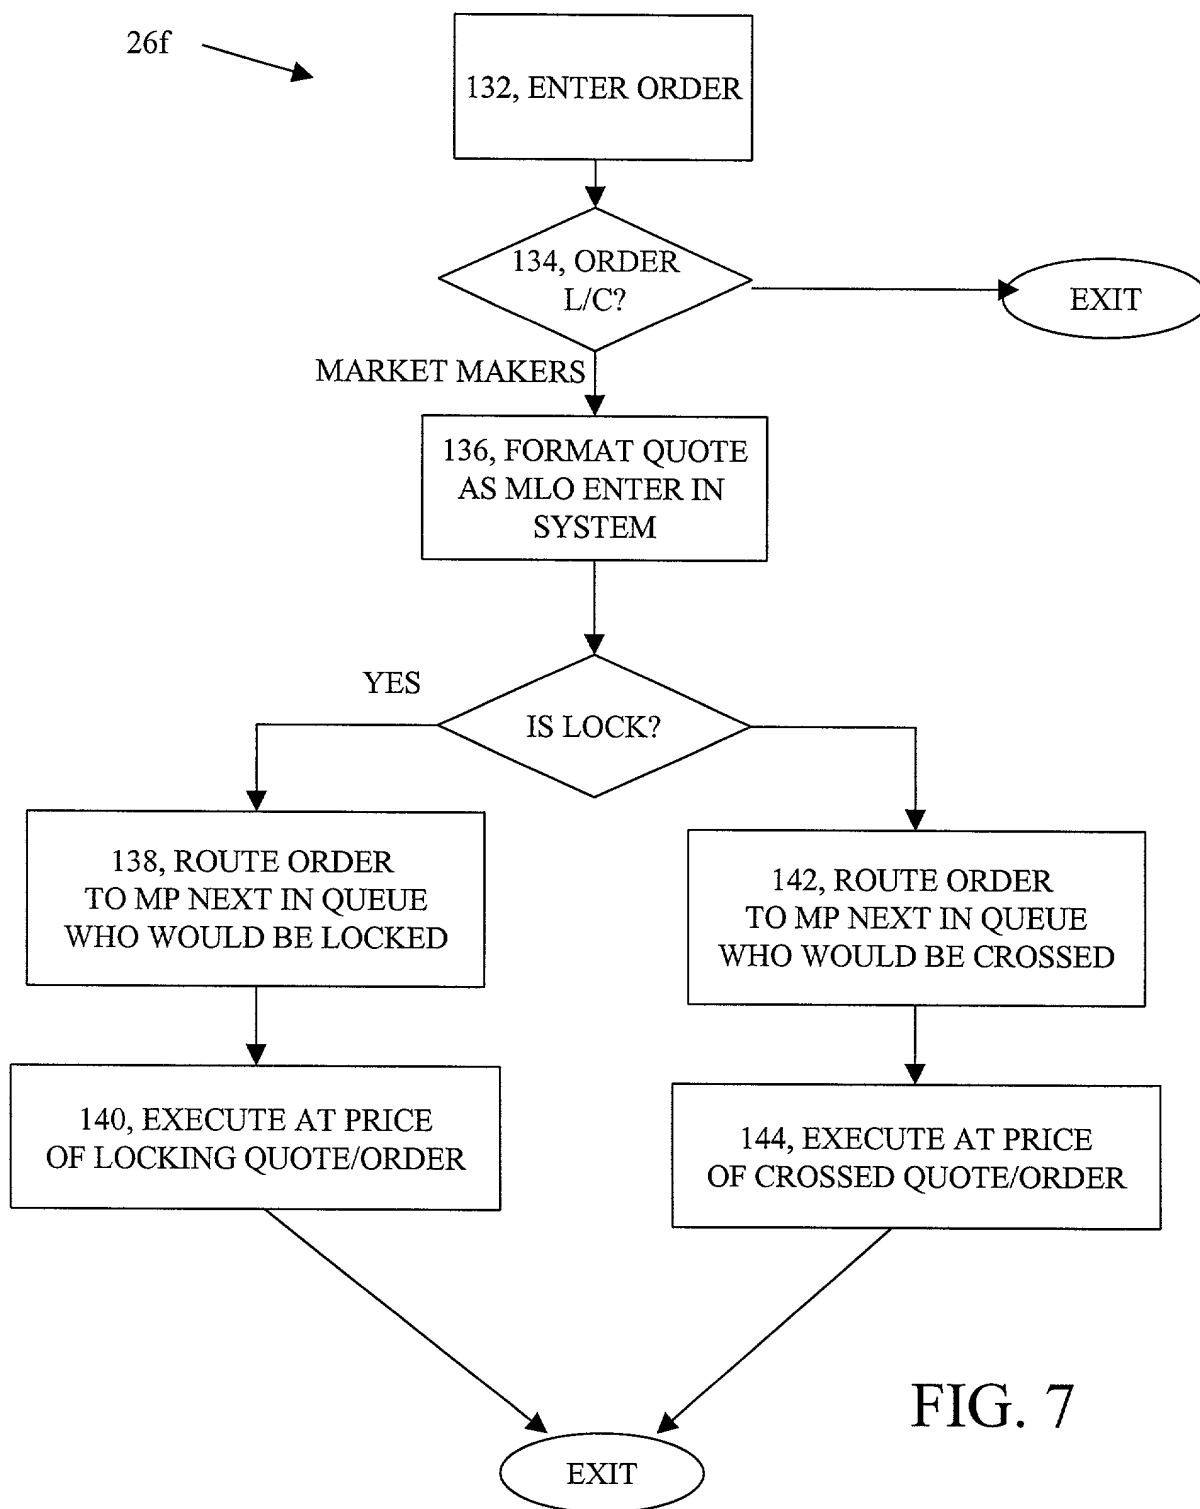 26f
132, ENTER ORDER
134, ORDER
L/C?
EXIT
MARKET MAKERS
136, FORMAT QUOTE
AS MLO ENTER IN
SYSTEM
YES
IS LOCK?
138, ROUTE ORDER
TO MP NEXT IN QUEUE
WHO WOULD BE LOCKED
142, ROUTE ORDER
TO MP NEXT IN QUEUE
WHO WOULD BE CROSSED
140, EXECUTE AT PRICE
OF LOCKING QUOTE/ORDER
144, EXECUTE AT PRICE
OF CROSSED QUOTE/ORDER
FIG. 7
EXIT